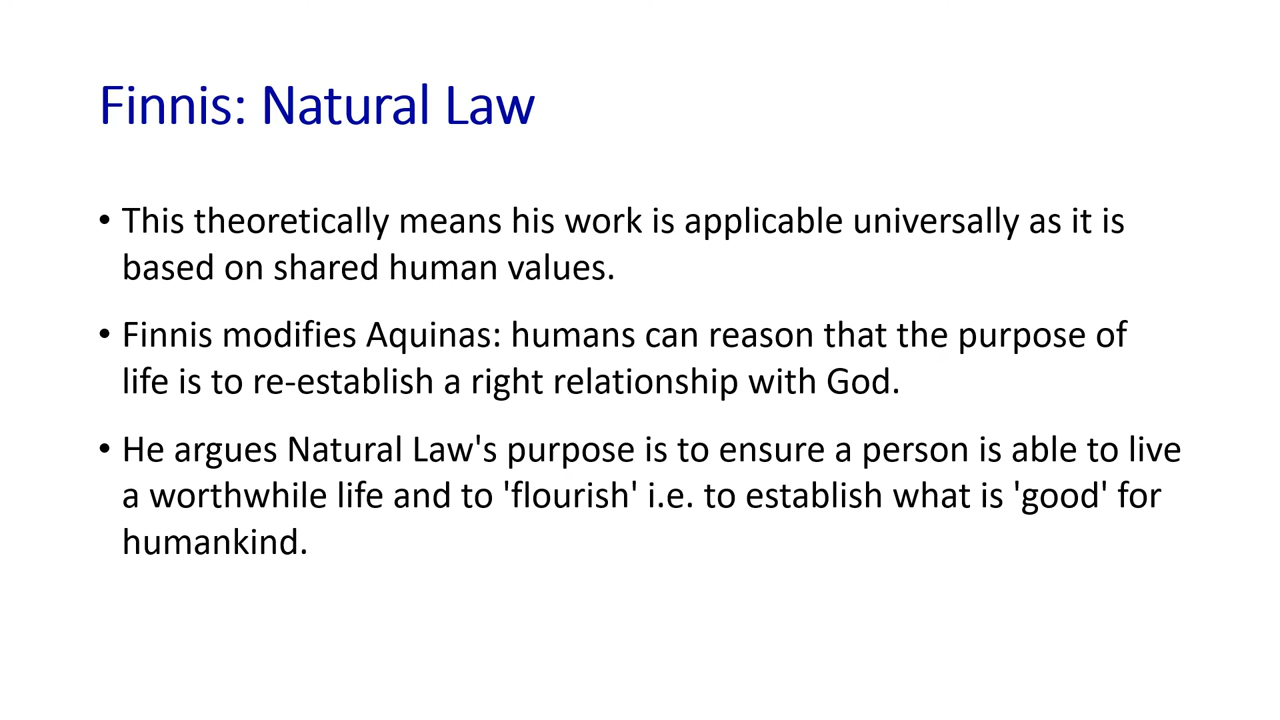 Finnis: Natural Law
• This theoretically means his work is applicable universally as it is
based on shared human values.
• Finnis modifies Aquinas: humans can reason that the purpose of
life is to re-establish a right relationship with God.
• He argues Natural Law's purpose is to ensure a person is able to live
a worthwhile life and to 'flourish' i.e. to establish what is 'good' for
humankind.